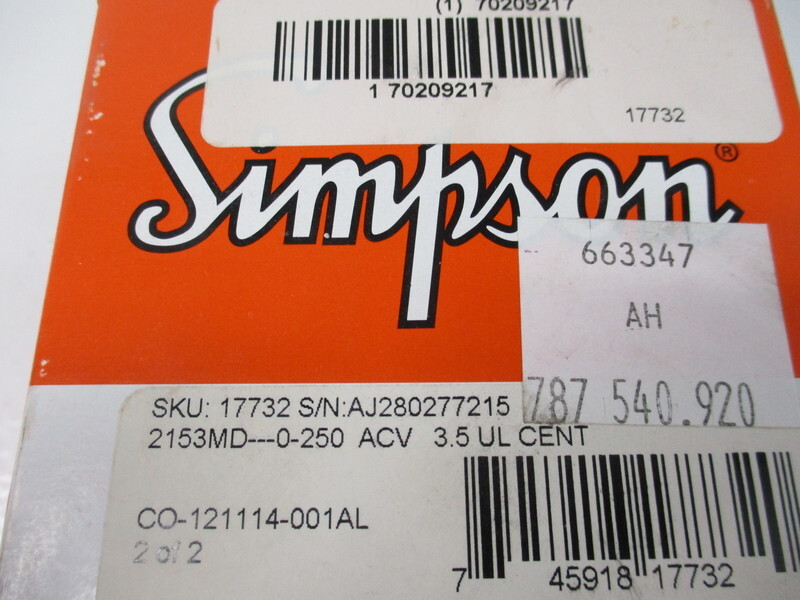 (1) 70209217
1 70209217
17732
Simpson®
663347
AH
787 540.920
SKU: 17732 S/N:AJ280277215
2153MD---0-250 ACV 3.5 UL CENT
CO-121114-001AL
2 of 2
7 45918 17732